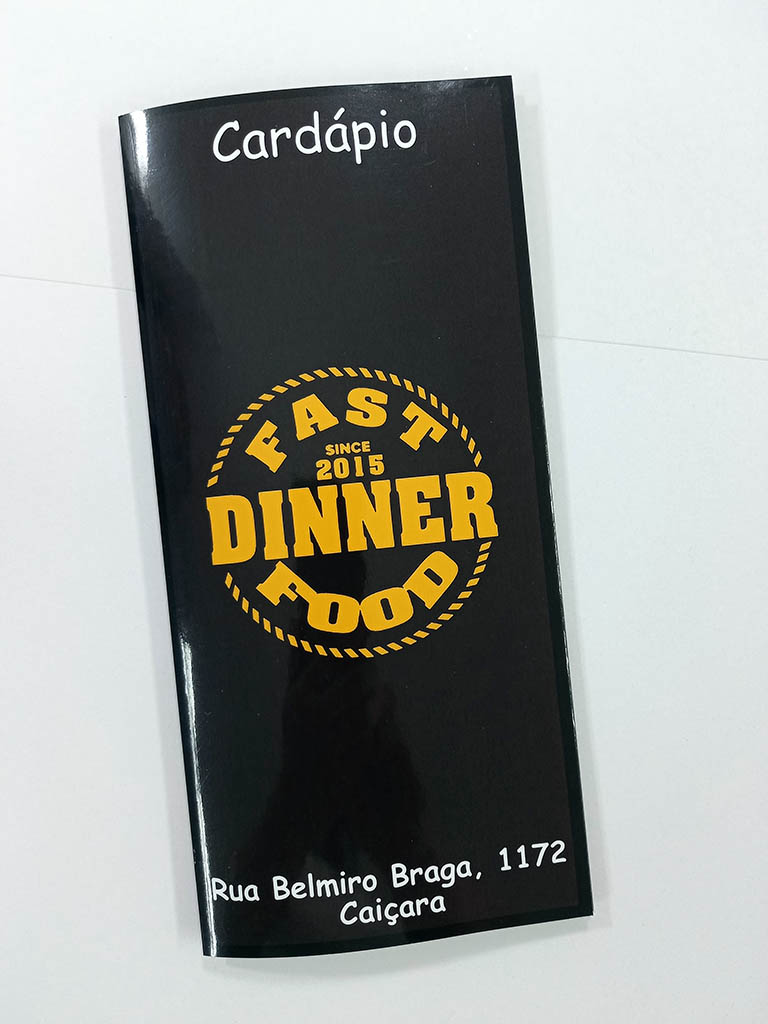 Cardápio
FAST
SINCE
2015
DINNER
FOOD
Rua Belmiro Braga, 1172
Caiçara